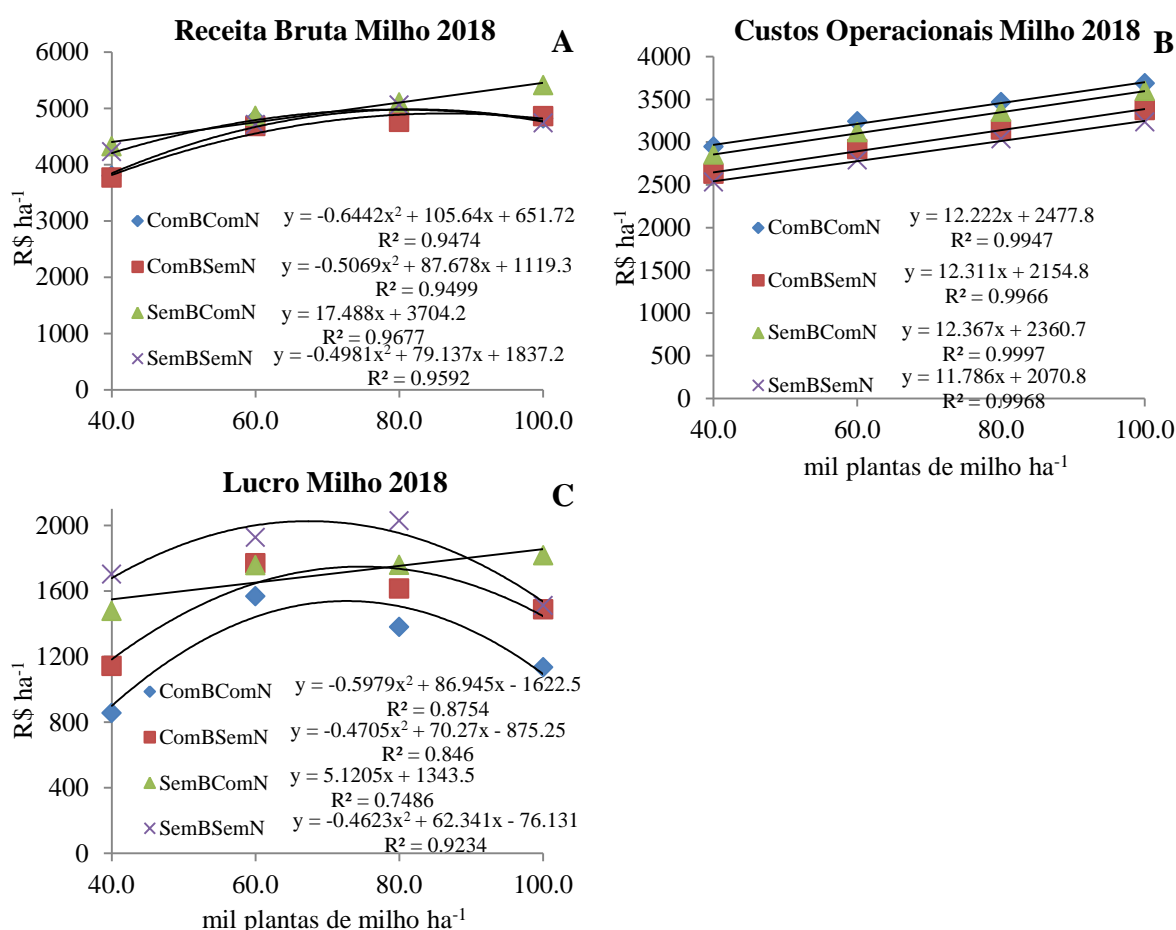 Receita Bruta Milho 2018
A
R$ ha⁻¹
6000
5000
4000
3000
2000
1000
0
ComBComN y = -0.6442x² + 105.64x + 651.72
R² = 0.9474
ComBSemN y = -0.5069x² + 87.678x + 1119.3
R² = 0.9499
SemBComN y = 17.488x + 3704.2
R² = 0.9677
SemBSemN y = -0.4981x² + 79.137x + 1837.2
R² = 0.9592
40.0 60.0 80.0 100.0
Custos Operacionais Milho 2018
B
R$ ha⁻¹
4000
3500
3000
2500
2000
1500
1000
500
0
ComBComN y = 12.222x + 2477.8
R² = 0.9947
ComBSemN y = 12.311x + 2154.8
R² = 0.9966
SemBComN y = 12.367x + 2360.7
R² = 0.9997
SemBSemN y = 11.786x + 2070.8
R² = 0.9968
40.0 60.0 80.0 100.0
mil plantas de milho ha⁻¹
Lucro Milho 2018
C
R$ ha⁻¹
2000
1600
1200
800
400
0
ComBComN y = -0.5979x² + 86.945x - 1622.5
R² = 0.8754
ComBSemN y = -0.4705x² + 70.27x - 875.25
R² = 0.846
SemBComN y = 5.1205x + 1343.5
R² = 0.7486
SemBSemN y = -0.4623x² + 62.341x - 76.131
R² = 0.9234
40.0 60.0 80.0 100.0
mil plantas de milho ha⁻¹